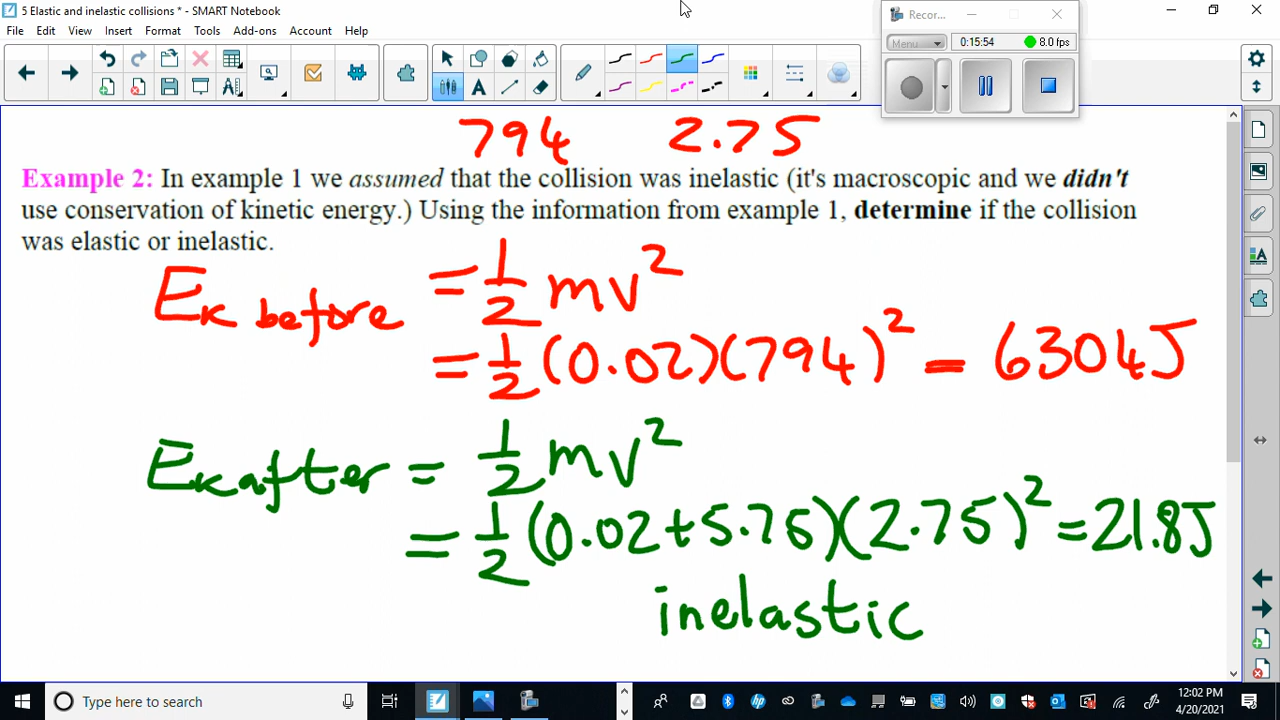 5 Elastic and inelastic collisions * - SMART Notebook
Recor...
File Edit View Insert Format Tools Add-ons Account Help
Menu 0:15:54 8.0 fps
794 2.75
Example 2: In example 1 we assumed that the collision was inelastic (it's macroscopic and we didn't
use conservation of kinetic energy.) Using the information from example 1, determine if the collision
was elastic or inelastic.
Ek before = 1/2 mv²
= 1/2 (0.02)(794)² = 6304J
Ek after = 1/2 mv²
= 1/2 (0.02+5.75)(2.75)² = 21.8J
inelastic
Type here to search
12:02 PM
4/20/2021